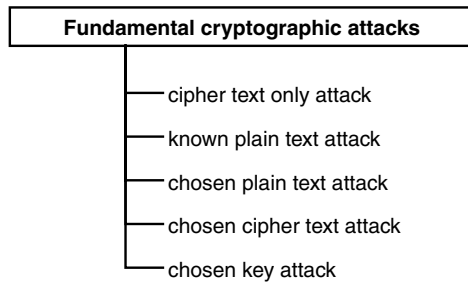 Fundamental cryptographic attacks
cipher text only attack
known plain text attack
chosen plain text attack
chosen cipher text attack
chosen key attack